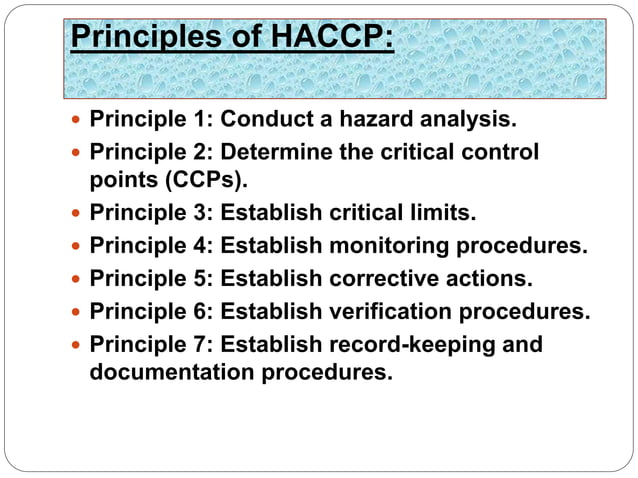 Principles of HACCP:
• Principle 1: Conduct a hazard analysis.
• Principle 2: Determine the critical control
points (CCPs).
• Principle 3: Establish critical limits.
• Principle 4: Establish monitoring procedures.
• Principle 5: Establish corrective actions.
• Principle 6: Establish verification procedures.
• Principle 7: Establish record-keeping and
documentation procedures.